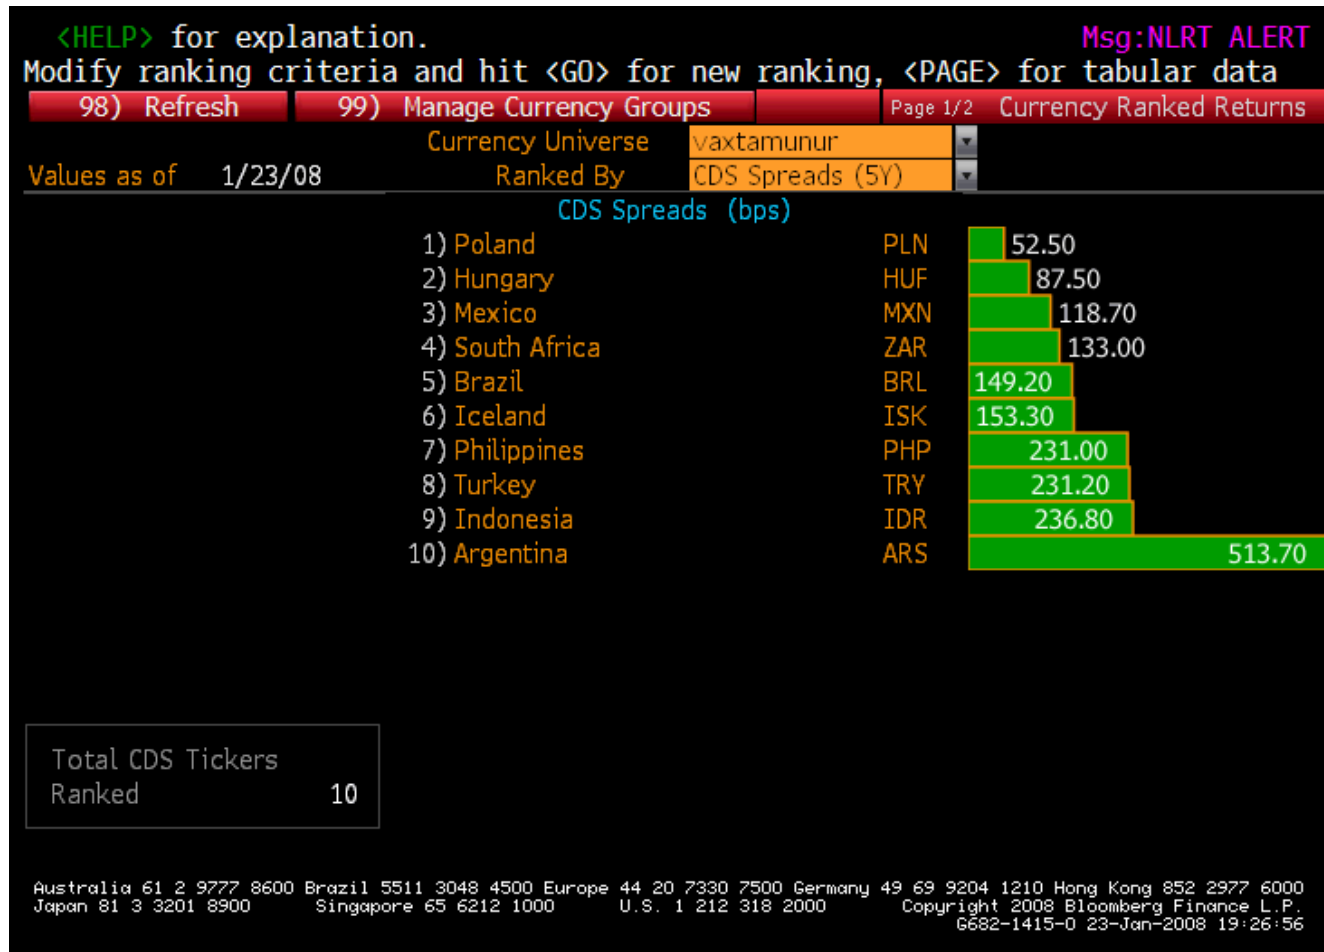 <HELP> for explanation. Msg:NLRT ALERT
Modify ranking criteria and hit <GO> for new ranking, <PAGE> for tabular data
98) Refresh 99) Manage Currency Groups Page 1/2 Currency Ranked Returns
Currency Universe vaxtamunur
Values as of 1/23/08 Ranked By CDS Spreads (5Y)
CDS Spreads (bps)
1) Poland PLN 52.50
2) Hungary HUF 87.50
3) Mexico MXN 118.70
4) South Africa ZAR 133.00
5) Brazil BRL 149.20
6) Iceland ISK 153.30
7) Philippines PHP 231.00
8) Turkey TRY 231.20
9) Indonesia IDR 236.80
10) Argentina ARS 513.70
Total CDS Tickers
Ranked 10
Australia 61 2 9777 8600 Brazil 5511 3048 4500 Europe 44 20 7330 7500 Germany 49 69 9204 1210 Hong Kong 852 2977 6000
Japan 81 3 3201 8900 Singapore 65 6212 1000 U.S. 1 212 318 2000 Copyright 2008 Bloomberg Finance L.P.
G682-1415-0 23-Jan-2008 19:26:56